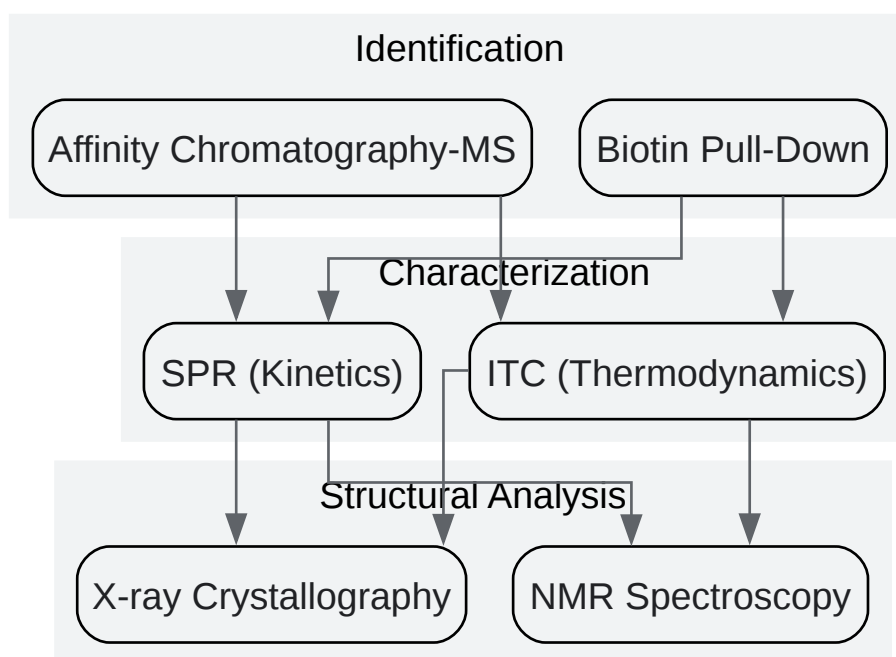 Identification
Affinity Chromatography-MS
Biotin Pull-Down
Characterization
SPR (Kinetics)
ITC (Thermodynamics)
Structural Analysis
X-ray Crystallography
NMR Spectroscopy